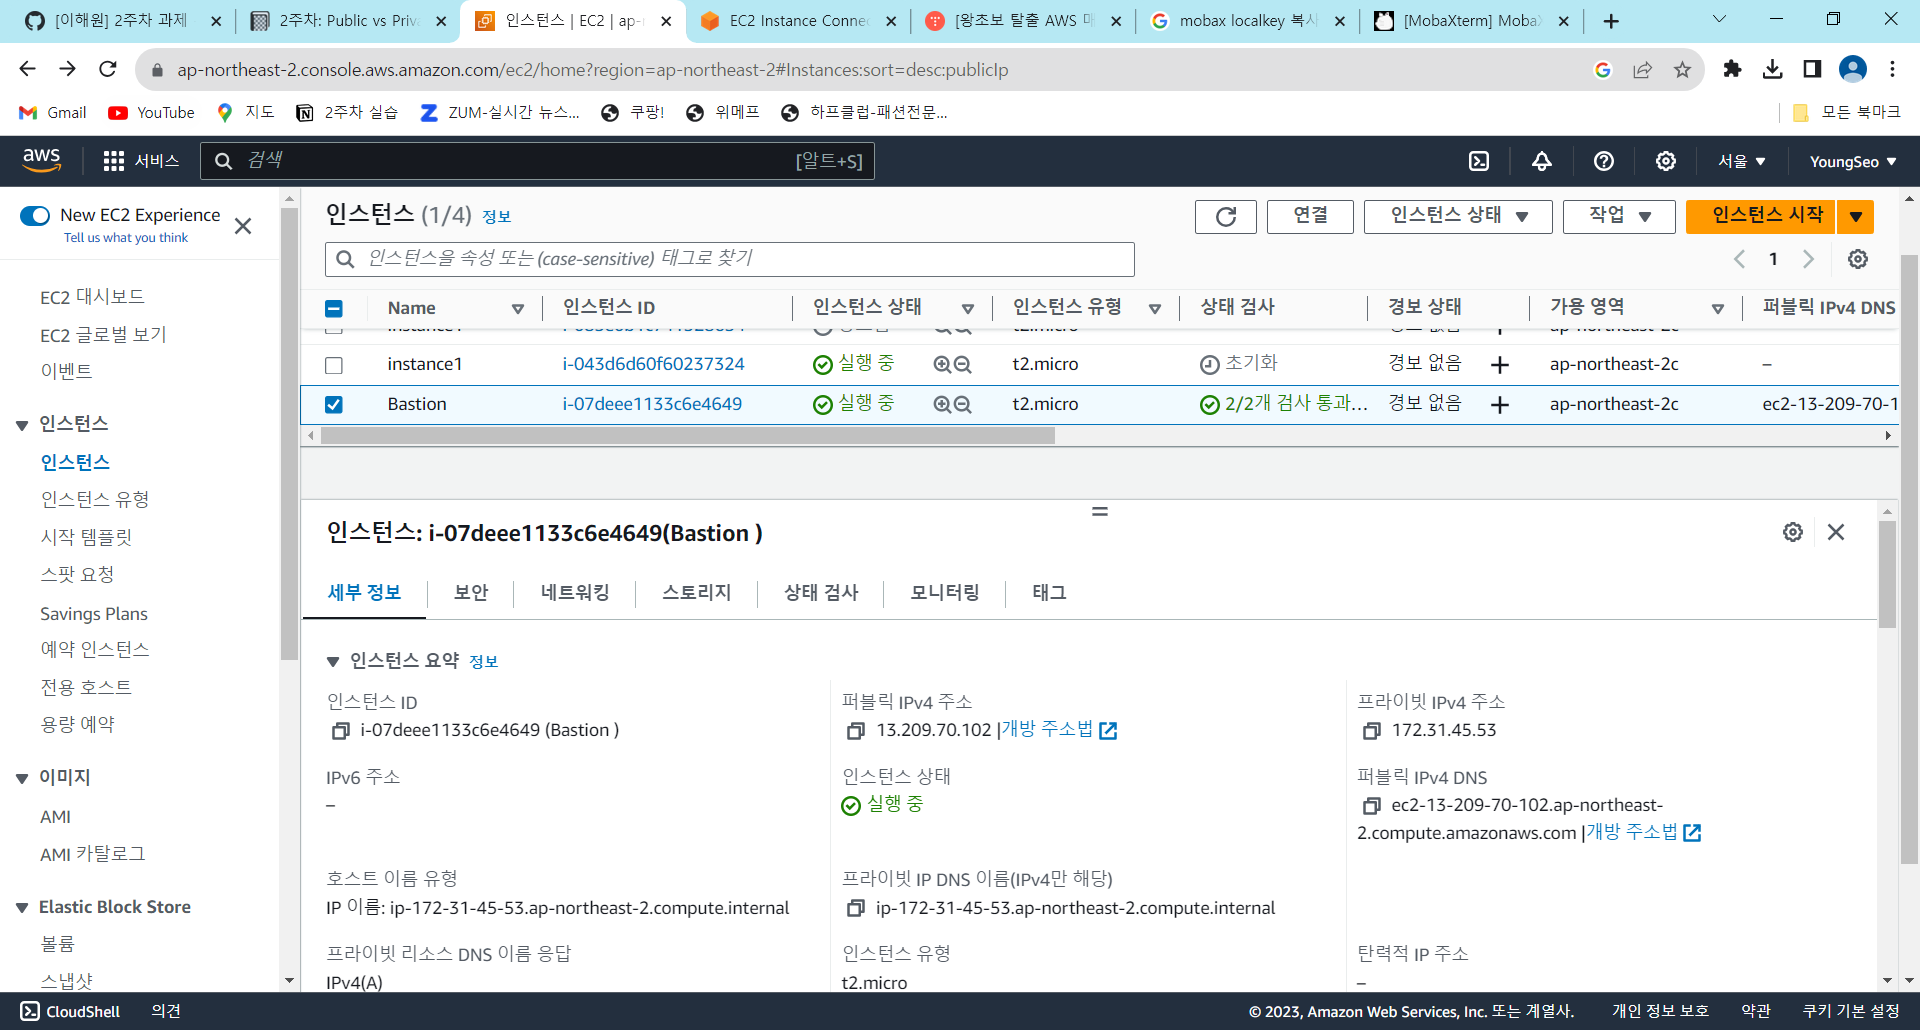 [이해원] 2주차 과제
2주차: Public vs Priv
인스턴스 | EC2 | ap-
EC2 Instance Connec
[왕초보 탈출 AWS 매
mobax localkey 복사
[MobaXterm] MobaX
ap-northeast-2.console.aws.amazon.com/ec2/home?region=ap-northeast-2#Instances:sort=desc:publicIp
Gmail
YouTube
지도
2주차 실습
ZUM-실시간 뉴스...
쿠팡!
위메프
하프클럽-패션전문...
모든 북마크
aws
서비스
검색
[알트+S]
서울
YoungSeo
New EC2 Experience
Tell us what you think
EC2 대시보드
EC2 글로벌 보기
이벤트
인스턴스
인스턴스
인스턴스 유형
시작 템플릿
스팟 요청
Savings Plans
예약 인스턴스
전용 호스트
용량 예약
이미지
AMI
AMI 카탈로그
Elastic Block Store
볼륨
스냅샷
인스턴스 (1/4) 정보
연결
인스턴스 상태
작업
인스턴스 시작
인스턴스을 속성 또는 (case-sensitive) 태그로 찾기
1
Name 인스턴스 ID 인스턴스 상태 인스턴스 유형 상태 검사 경보 상태 가용 영역 퍼블릭 IPv4 DNS
instance1 i-043d6d60f60237324 실행 중 t2.micro 초기화 경보 없음 ap-northeast-2c –
Bastion i-07deee1133c6e4649 실행 중 t2.micro 2/2개 검사 통과... 경보 없음 ap-northeast-2c ec2-13-209-70-1
인스턴스: i-07deee1133c6e4649(Bastion )
세부 정보 보안 네트워킹 스토리지 상태 검사 모니터링 태그
인스턴스 요약 정보
인스턴스 ID
i-07deee1133c6e4649 (Bastion )
퍼블릭 IPv4 주소
13.209.70.102 |개방 주소법
프라이빗 IPv4 주소
172.31.45.53
IPv6 주소
–
인스턴스 상태
실행 중
퍼블릭 IPv4 DNS
ec2-13-209-70-102.ap-northeast-
2.compute.amazonaws.com |개방 주소법
호스트 이름 유형
IP 이름: ip-172-31-45-53.ap-northeast-2.compute.internal
프라이빗 IP DNS 이름(IPv4만 해당)
ip-172-31-45-53.ap-northeast-2.compute.internal
프라이빗 리소스 DNS 이름 응답
IPv4(A)
인스턴스 유형
t2.micro
탄력적 IP 주소
–
CloudShell
의견
© 2023, Amazon Web Services, Inc. 또는 계열사.
개인 정보 보호
약관
쿠키 기본 설정